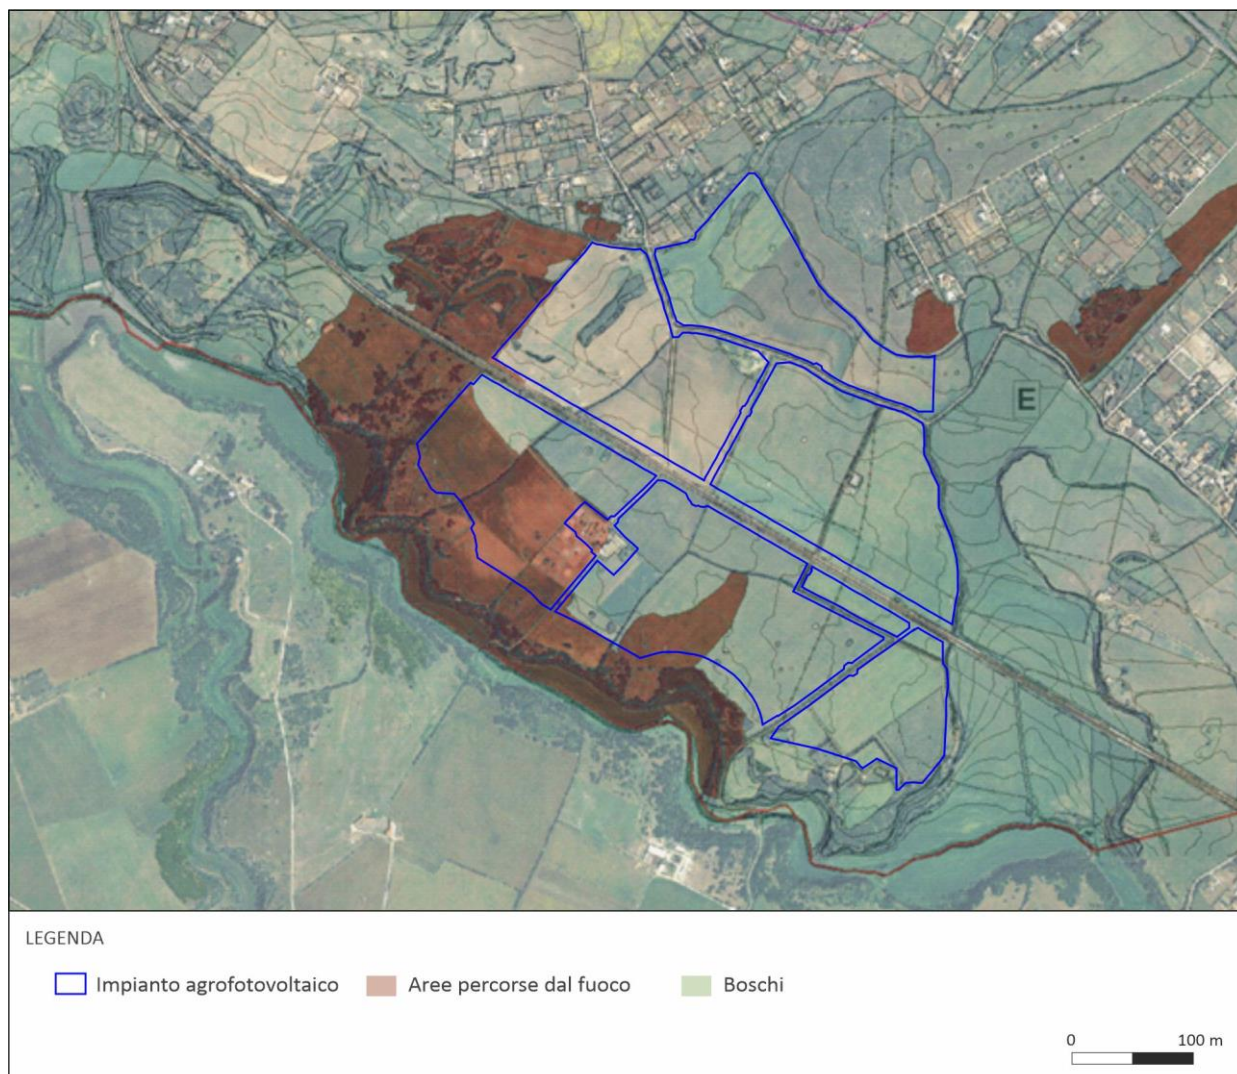 E
LEGENDA
Impianto agrofotovoltaico
Aree percorse dal fuoco
Boschi
0 100 m